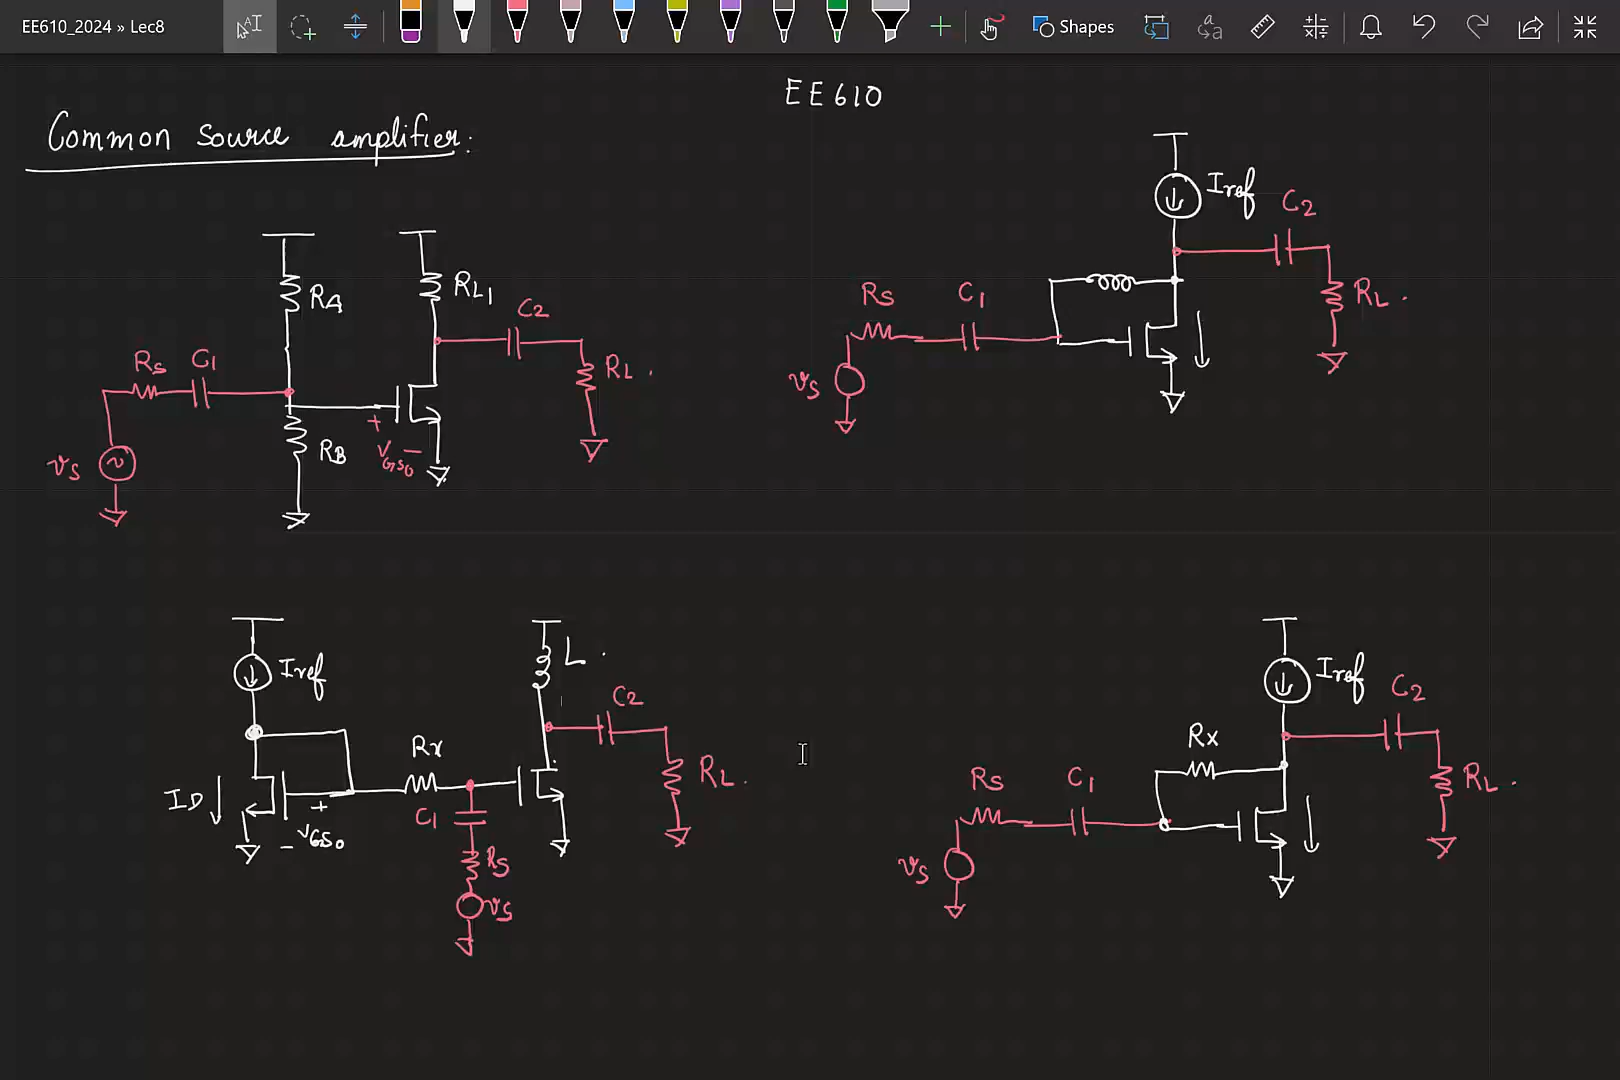 EE610_2024 » Lec8
Shapes
EE610
Common source amplifier:
RA
RL1
C2
Rs C1
RL .
RB
vs
+
VGS0 -
Iref
C2
Rs C1
RL .
vs
Iref
L .
C2
Rx
ID
+
- VGS0
C1
RL .
Rs
vs
Iref
C2
Rx
Rs C1
RL .
vs